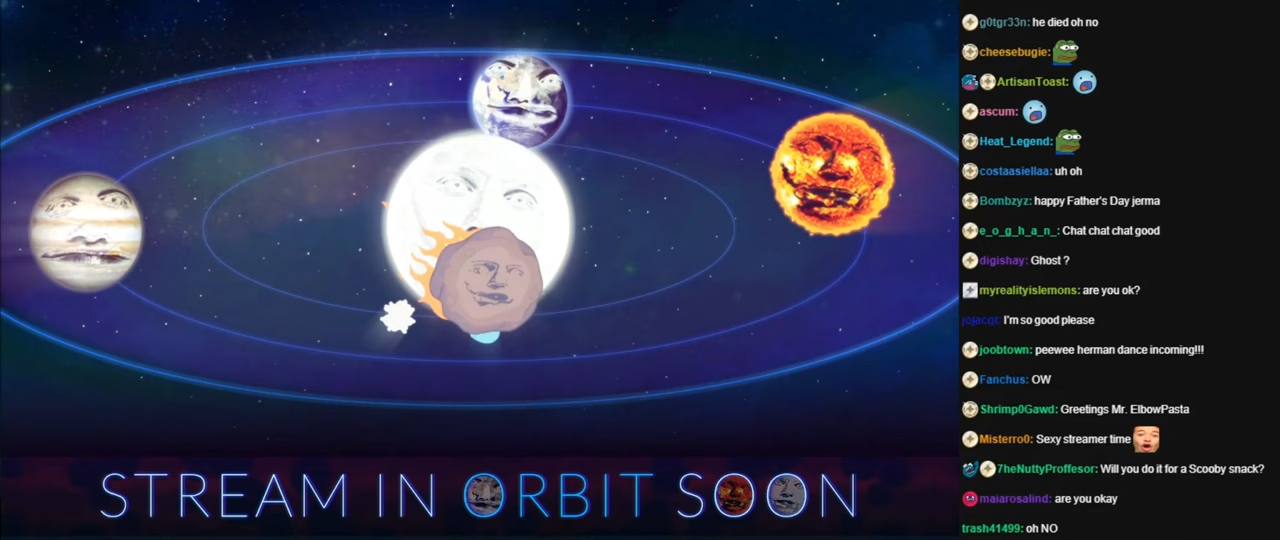 STREAM IN ORBIT SOON
g0tgr33n: he died oh no
cheesebugie:
ArtisanToast:
ascum:
Heat_Legend:
costaasiellaa: uh oh
Bombzyz: happy Father's Day jerma
e_o_g_h_a_n_: Chat chat chat good
digishay: Ghost ?
myrealityislemons: are you ok?
jojacqt: I'm so good please
joobtown: peewee herman dance incoming!!!
Fanchus: OW
Shrimp0Gawd: Greetings Mr. ElbowPasta
Misterro0: Sexy streamer time
7heNuttyProffesor: Will you do it for a Scooby snack?
maiarosalind: are you okay
trash41499: oh NO